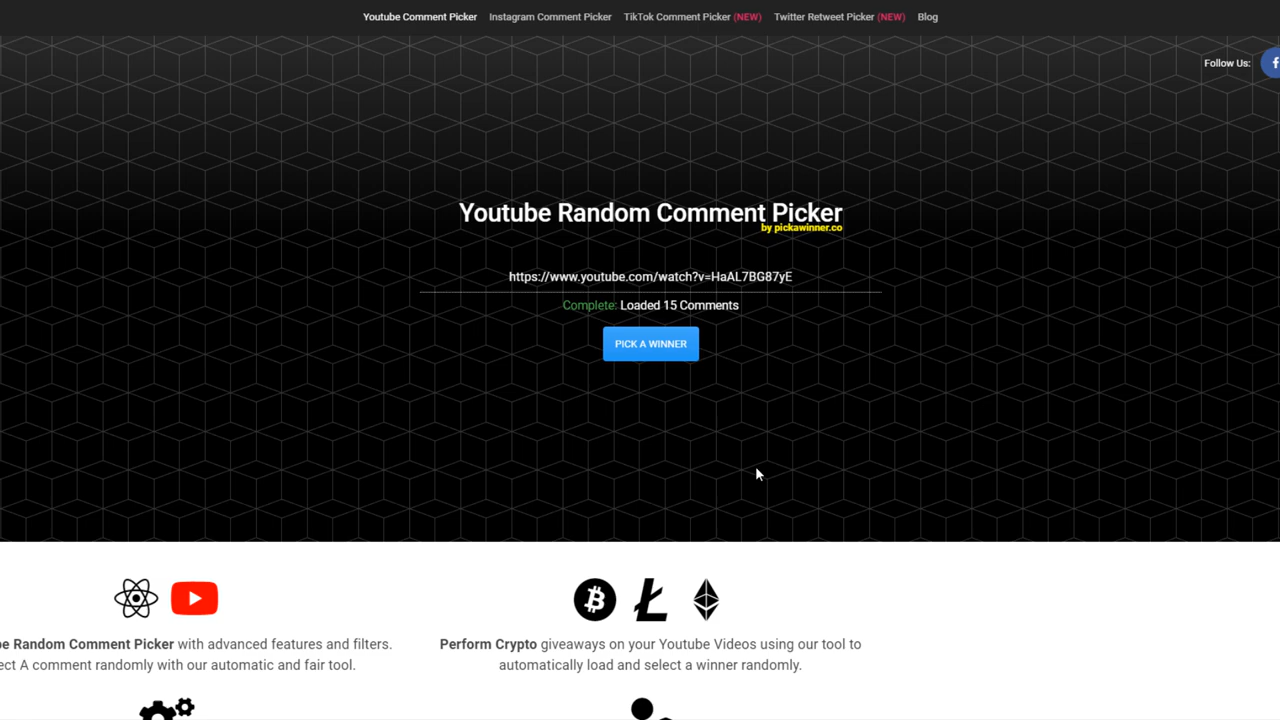 Youtube Comment Picker Instagram Comment Picker TikTok Comment Picker (NEW) Twitter Retweet Picker (NEW) Blog
Follow Us:
Youtube Random Comment Picker
by pickawinner.co
https://www.youtube.com/watch?v=HaAL7BG87yE
Complete: Loaded 15 Comments
PICK A WINNER
be Random Comment Picker with advanced features and filters.
ect A comment randomly with our automatic and fair tool.
Perform Crypto giveaways on your Youtube Videos using our tool to
automatically load and select a winner randomly.